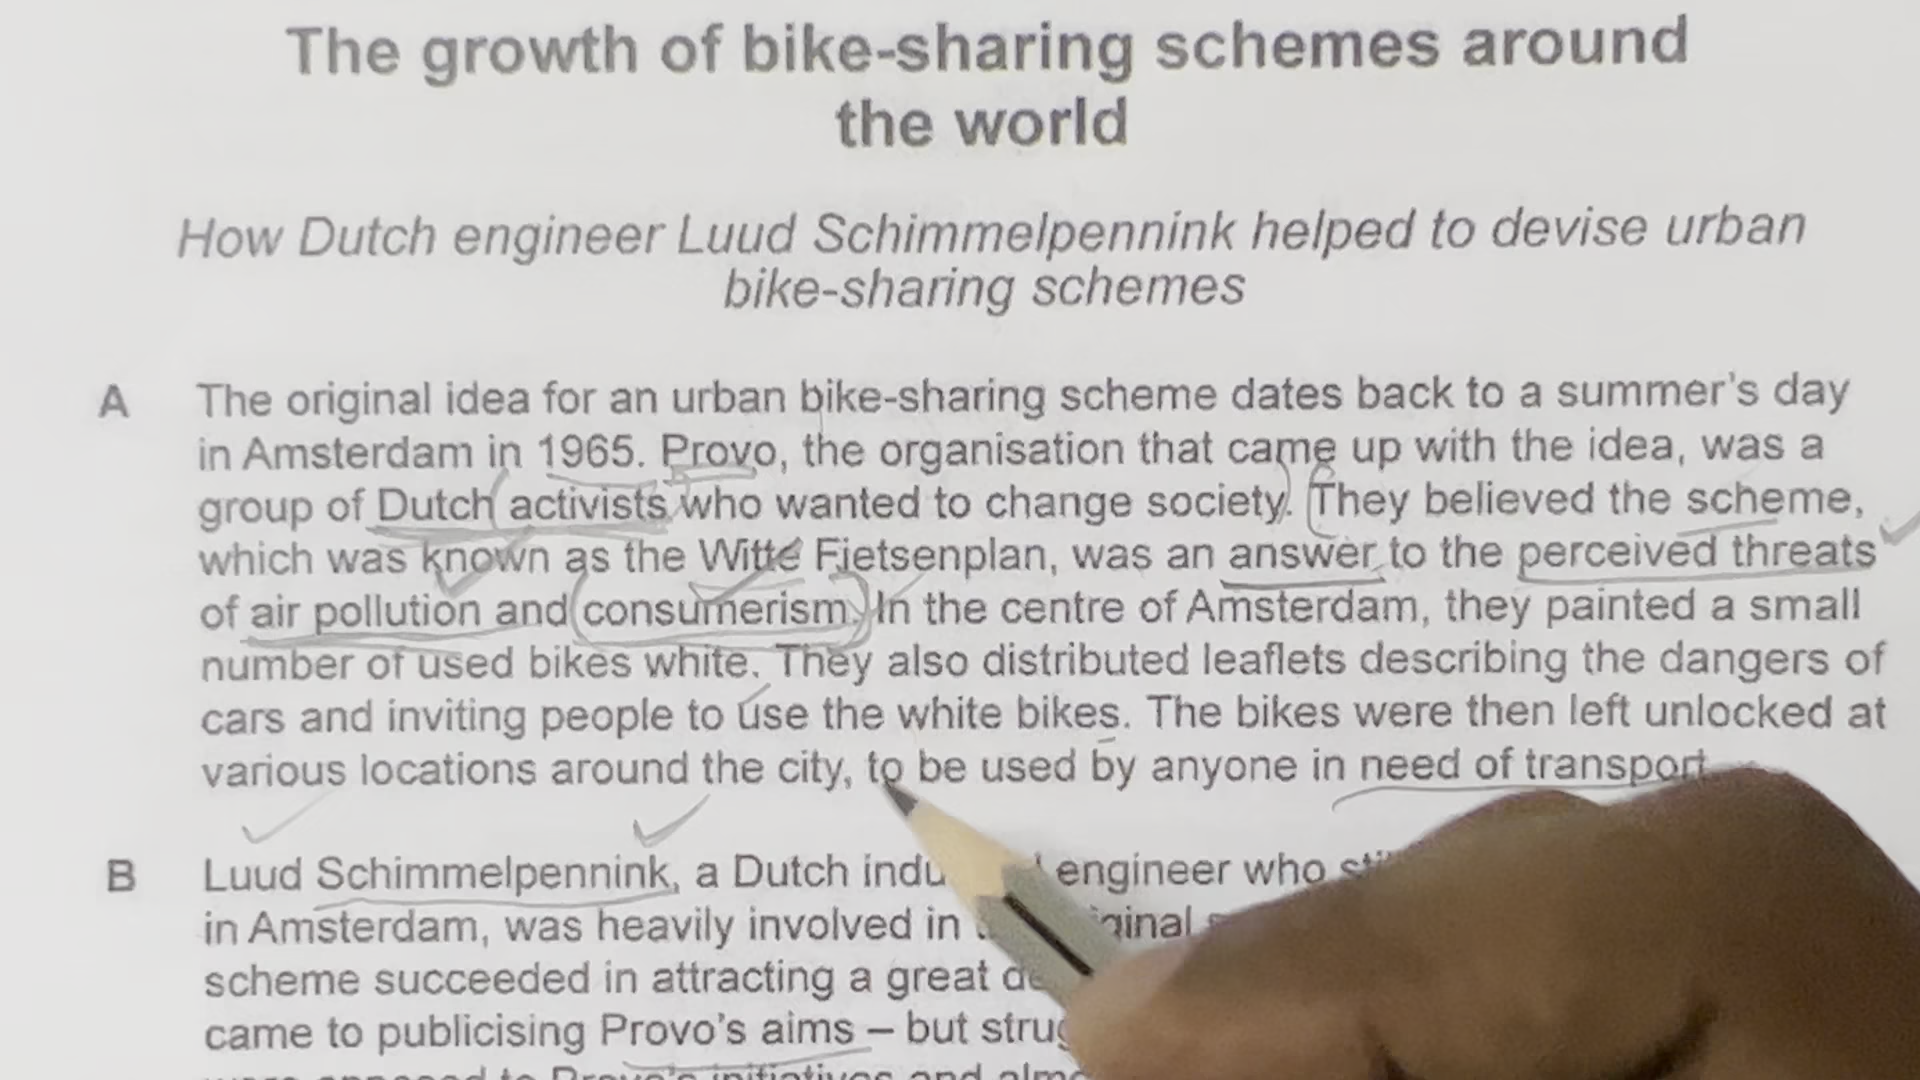 The growth of bike-sharing schemes around
the world
How Dutch engineer Luud Schimmelpennink helped to devise urban
bike-sharing schemes
A The original idea for an urban bike-sharing scheme dates back to a summer's day
in Amsterdam in 1965. Provo, the organisation that came up with the idea, was a
group of Dutch activists who wanted to change society. They believed the scheme,
which was known as the Witte Fietsenplan, was an answer to the perceived threats
of air pollution and consumerism. In the centre of Amsterdam, they painted a small
number of used bikes white. They also distributed leaflets describing the dangers of
cars and inviting people to use the white bikes. The bikes were then left unlocked at
various locations around the city, to be used by anyone in need of transport
B Luud Schimmelpennink, a Dutch engineer who
in Amsterdam, was heavily involved in
scheme succeeded in attracting a great
came to publicising Provo's aims – but
to Provo's initiatives and